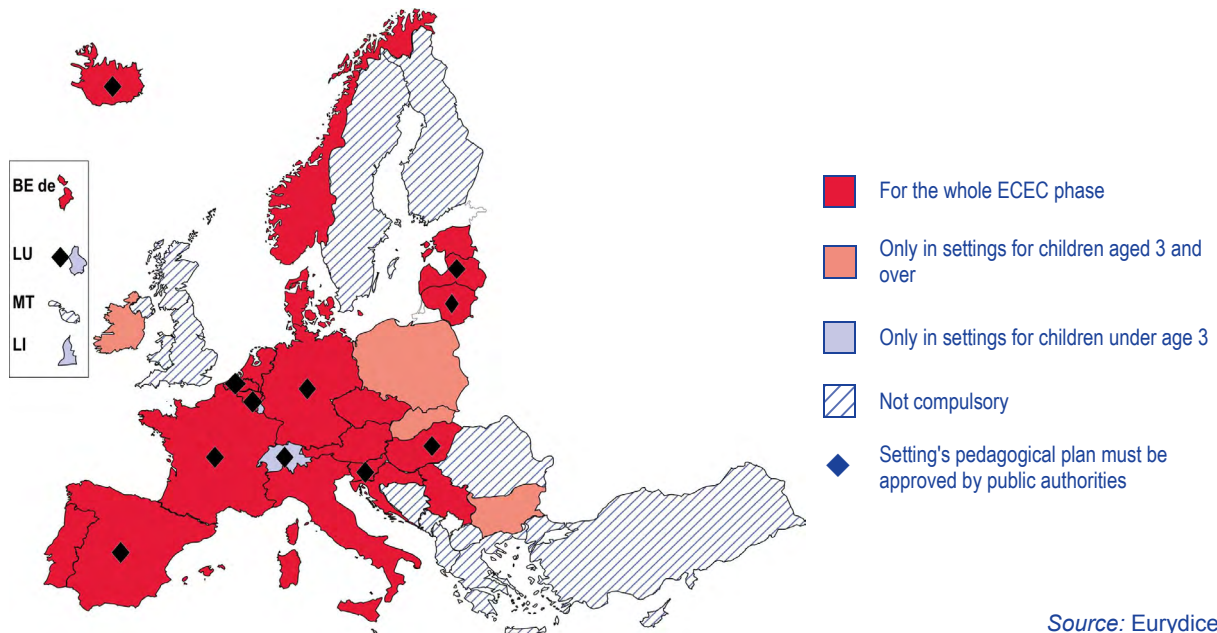 BE de
LU
MT
LI
For the whole ECEC phase
Only in settings for children aged 3 and
over
Only in settings for children under age 3
Not compulsory
Setting's pedagogical plan must be
approved by public authorities
Source: Eurydice